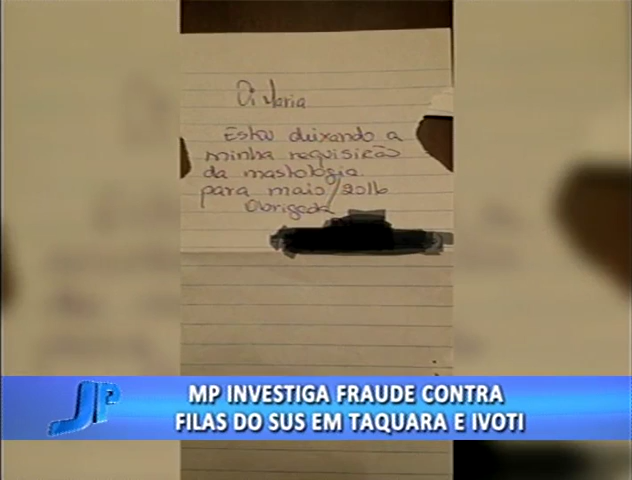 Oi Maria
Estou deixando a
minha requisição
da mastologia
para maio/2016
Obrigada
JP
MP INVESTIGA FRAUDE CONTRA
FILAS DO SUS EM TAQUARA E IVOTI